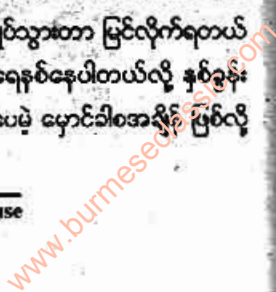 ပ်သွားတာ မြင်လိုက်ရတယ်
ရေနစ်နေပါတယ်လို့ နှစ်ခွန်း
ပေမဲ့ မှောင်ခါစအချိန် ဖြစ်လို့
use
www.burmeseclassic.com